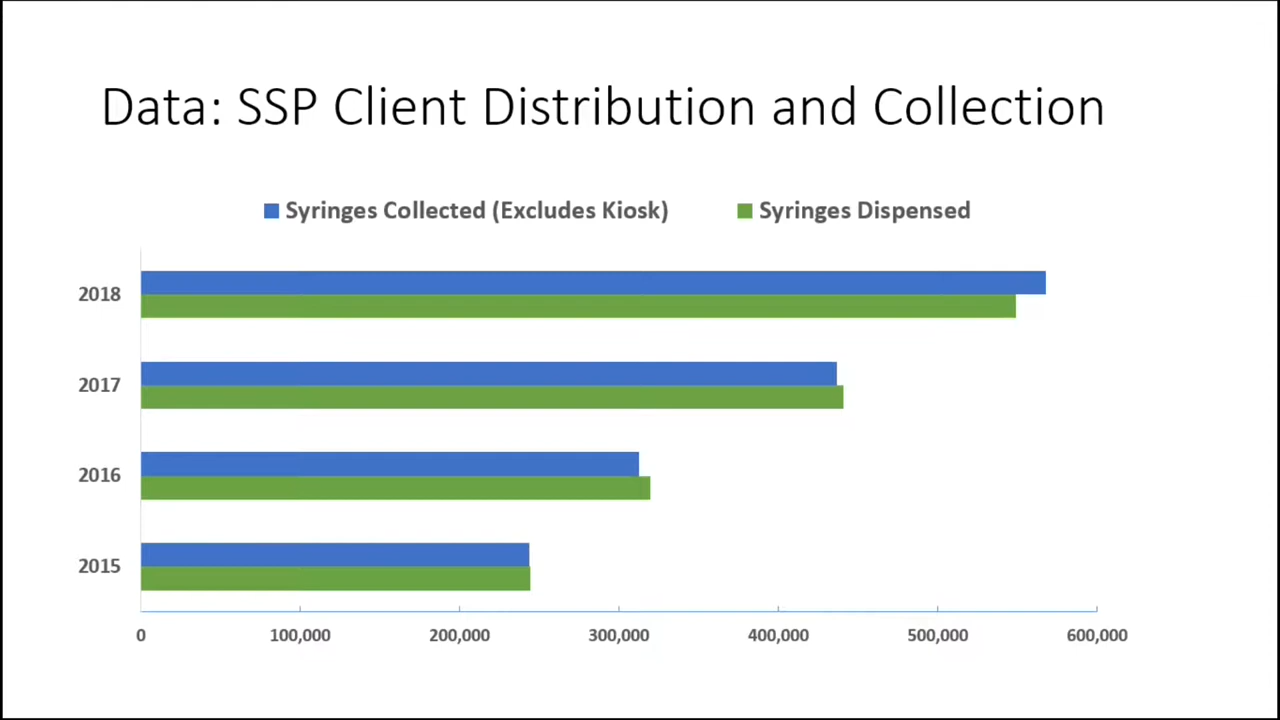 Data: SSP Client Distribution and Collection
Syringes Collected (Excludes Kiosk) Syringes Dispensed
2018
2017
2016
2015
0 100,000 200,000 300,000 400,000 500,000 600,000